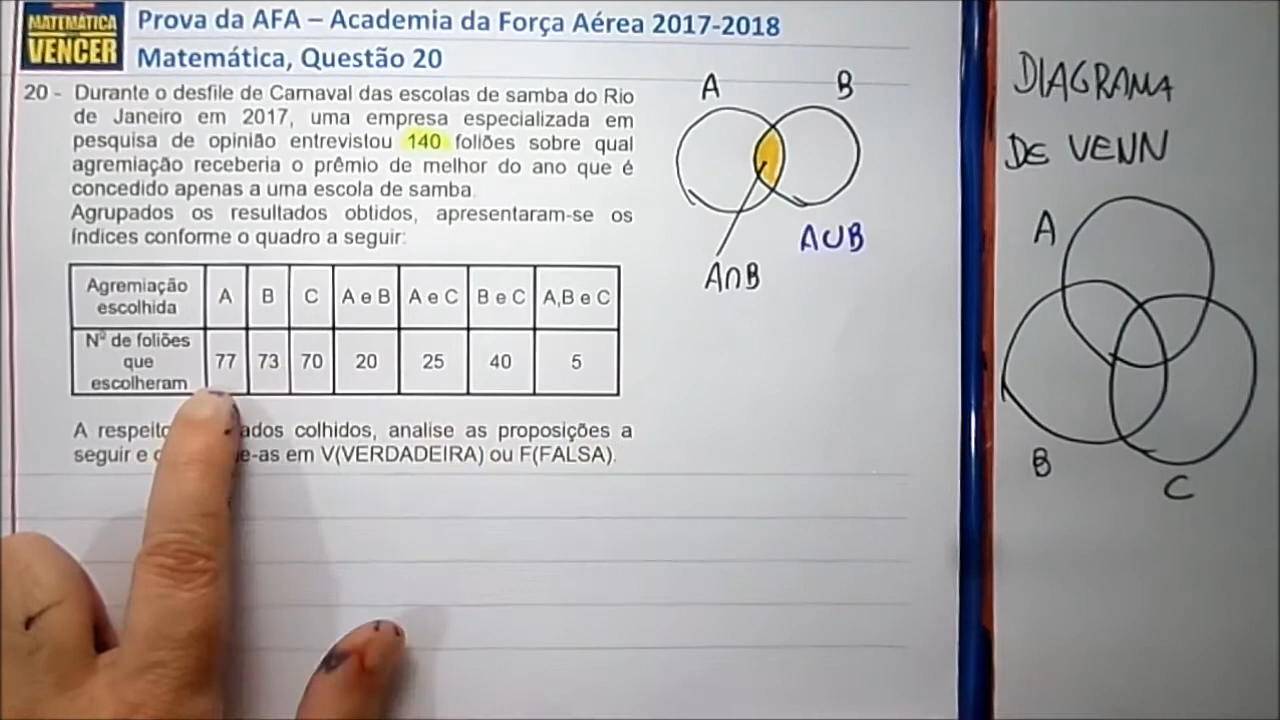 MATEMÁTICA
VENCER
Prova da AFA – Academia da Força Aérea 2017-2018
Matemática, Questão 20
20 - Durante o desfile de Carnaval das escolas de samba do Rio
de Janeiro em 2017, uma empresa especializada em
pesquisa de opinião entrevistou 140 foliões sobre qual
agremiação receberia o prêmio de melhor do ano que é
concedido apenas a uma escola de samba.
Agrupados os resultados obtidos, apresentaram-se os
índices conforme o quadro a seguir:
Agremiação escolhida A B C A e B A e C B e C A,B e C
Nº de foliões que escolheram 77 73 70 20 25 40 5
A respeito ados colhidos, analise as proposições a
seguir e e-as em V(VERDADEIRA) ou F(FALSA).
A B
A∩B
A∪B
DIAGRAMA
DE VENN
A
B
C